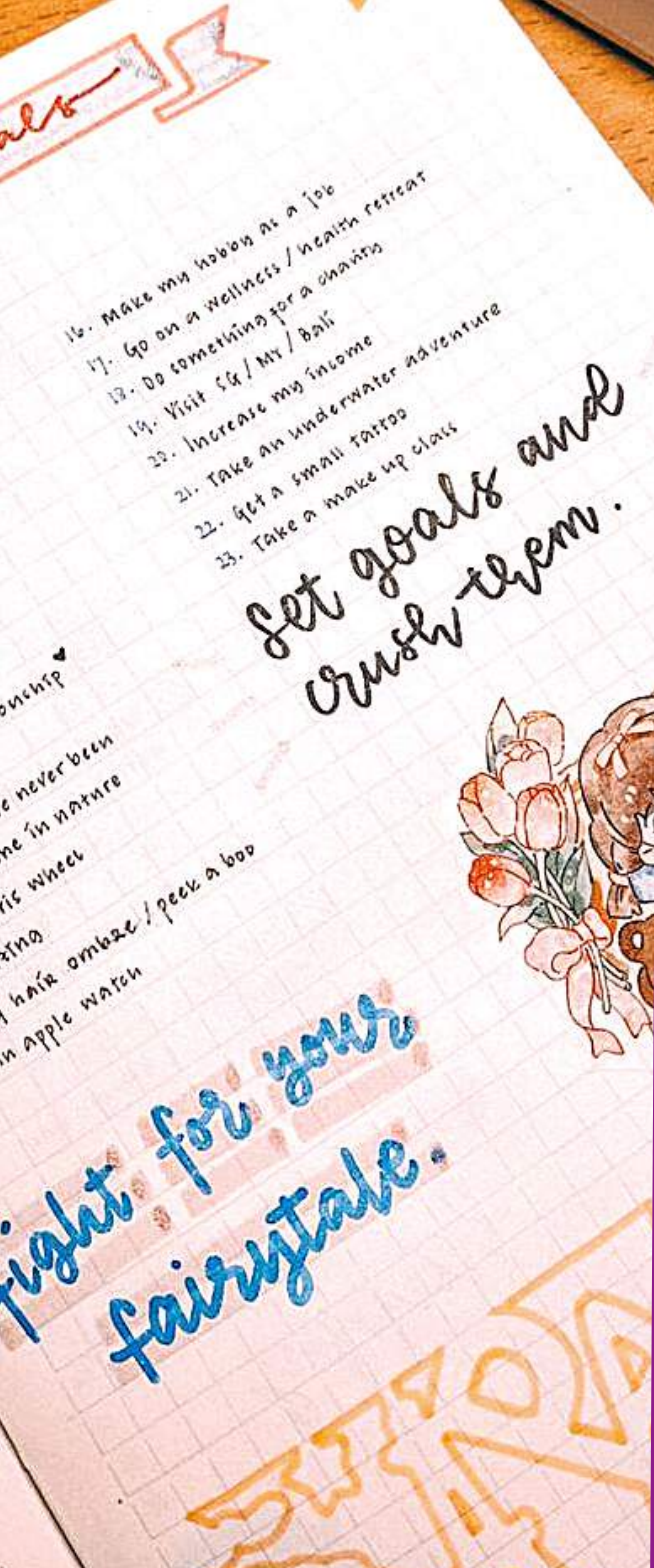 als
16. Make my hobby as a job
17. Go on a wellness / health retreat
18. Do something for a charity
19. Visit SG / MY / Bali
20. Increase my income
21. Take an underwater adventure
22. Get a small tattoo
23. Take a make up class
Set goals and
crush them.
onship
e never been
me in nature
ris wheel
hair ombre / peek a boo
n apple watch
fight for your
fairytale.